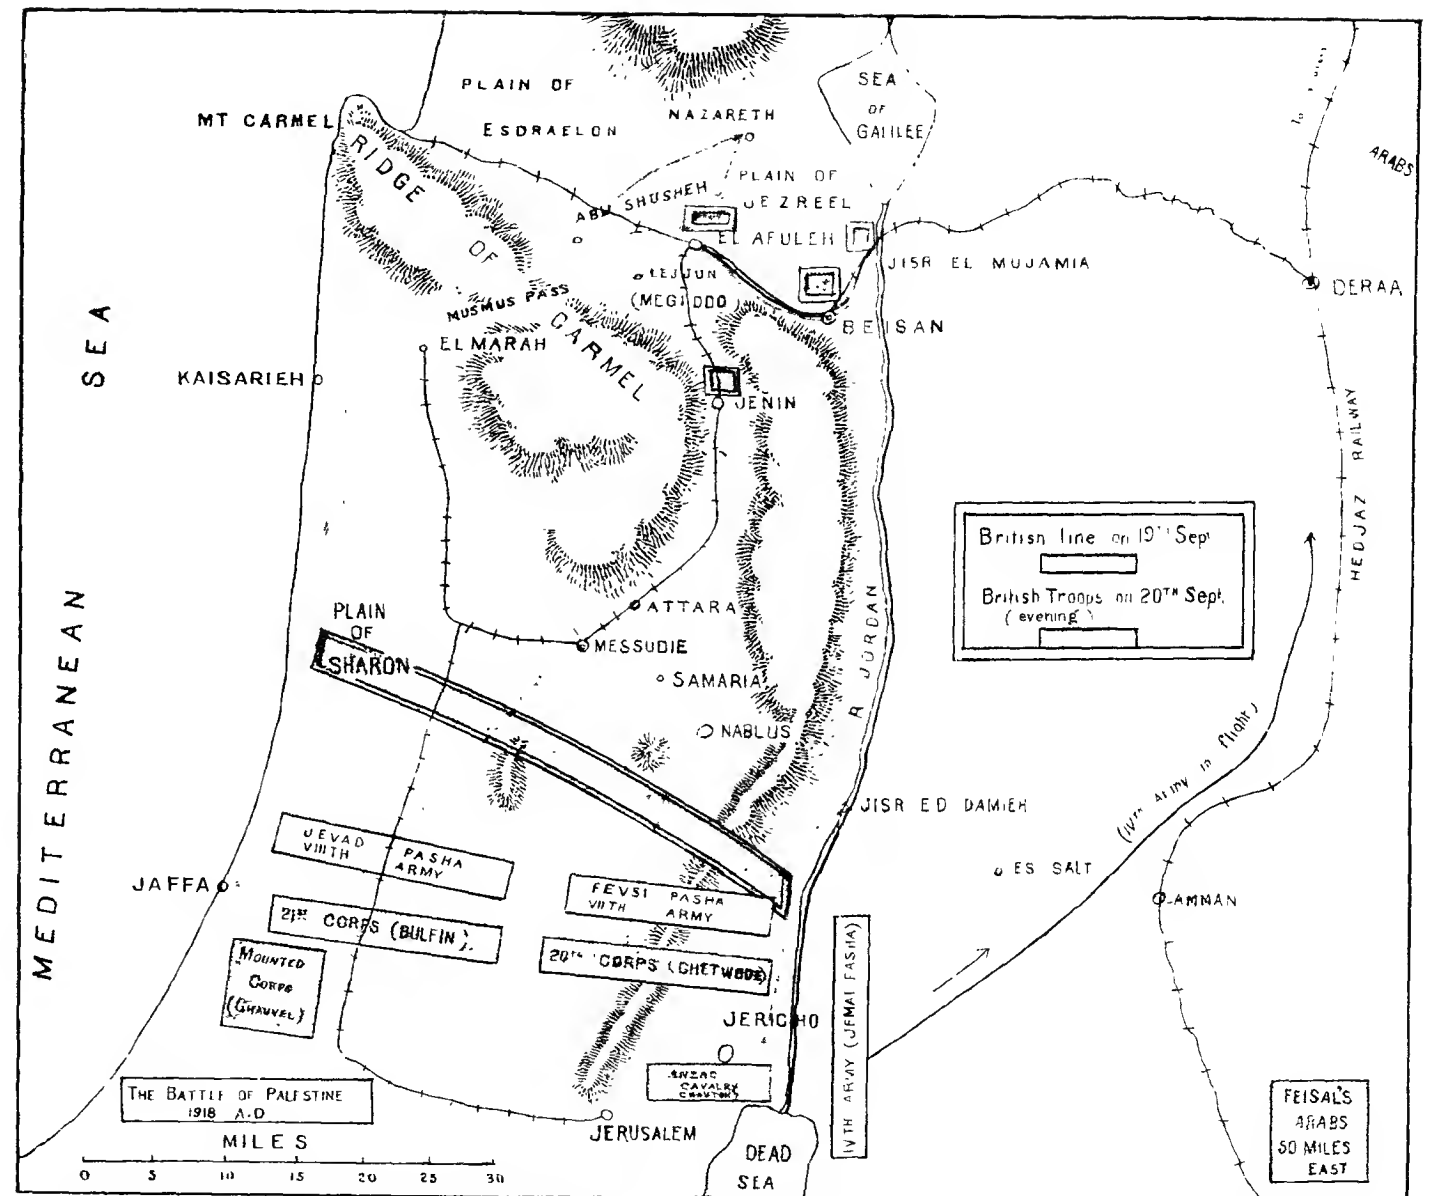 PLAIN OF
ESDRAELON
SEA
OF
GALILEE
NAZARETH
MT CARMEL
ARABS
RIDGE
OF
CARMEL
PLAIN OF
JEZREEL
ABU SHUSHEH
EL AFULEH
JISR EL MUJAMIA
LEJJUN
(MEGIDDO)
DERAA
MUSMUS PASS
BEISAN
EL MARAH
KAISARIEH
JENIN
MEDITERRANEAN SEA
HEDJAZ RAILWAY
British line on 19TH Sept
British Troops on 20TH Sept.
(evening)
R JORDAN
PLAIN
OF
SHARON
ATTARA
MESSUDIE
SAMARIA
NABLUS
JISR ED DAMIEH
(IVTH Army in flight)
JEVAD PASHA
VIIITH ARMY
FEVSI PASHA
VIITH ARMY
ES SALT
AMMAN
JAFFA
21ST CORPS (BULFIN).
20TH CORPS (CHETWODE)
MOUNTED
CORPS
(CHAUVEL)
JERICHO
IVTH ARMY (JEMAL PASHA)
ANZAC
CAVALRY
THE BATTLE OF PALESTINE
1918 A.D
JERUSALEM
DEAD
SEA
FEISAL'S
ARABS
50 MILES
EAST
MILES
0 5 10 15 20 25 30